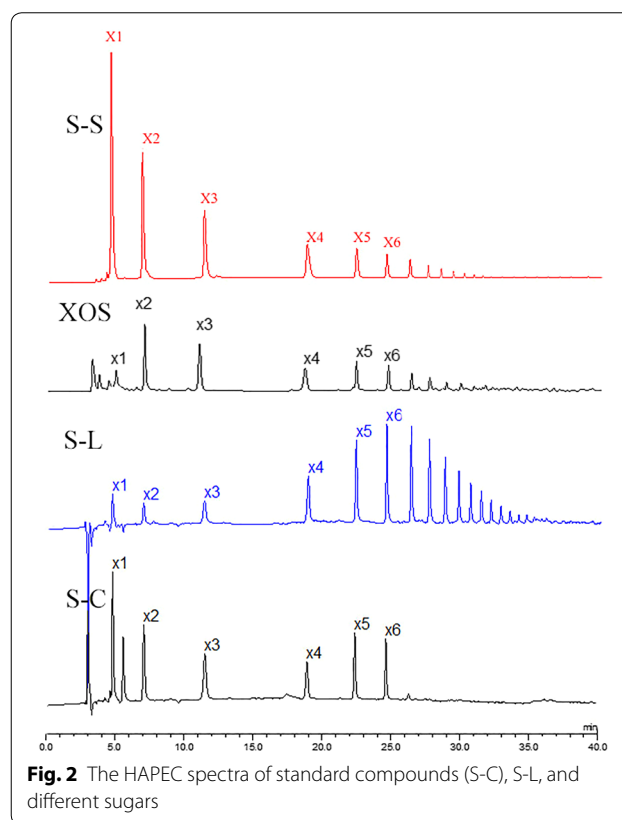 X1
S-S
X2
X3
X4 X5 X6
XOS
x1 x2 x3 x4 x5 x6
S-L
x1 x2 x3 x4 x5 x6
S-C
x1 x2 x3 x4 x5 x6
min
0.0 5.0 10.0 15.0 20.0 25.0 30.0 35.0 40.0
Fig. 2 The HAPEC spectra of standard compounds (S-C), S-L, and
different sugars